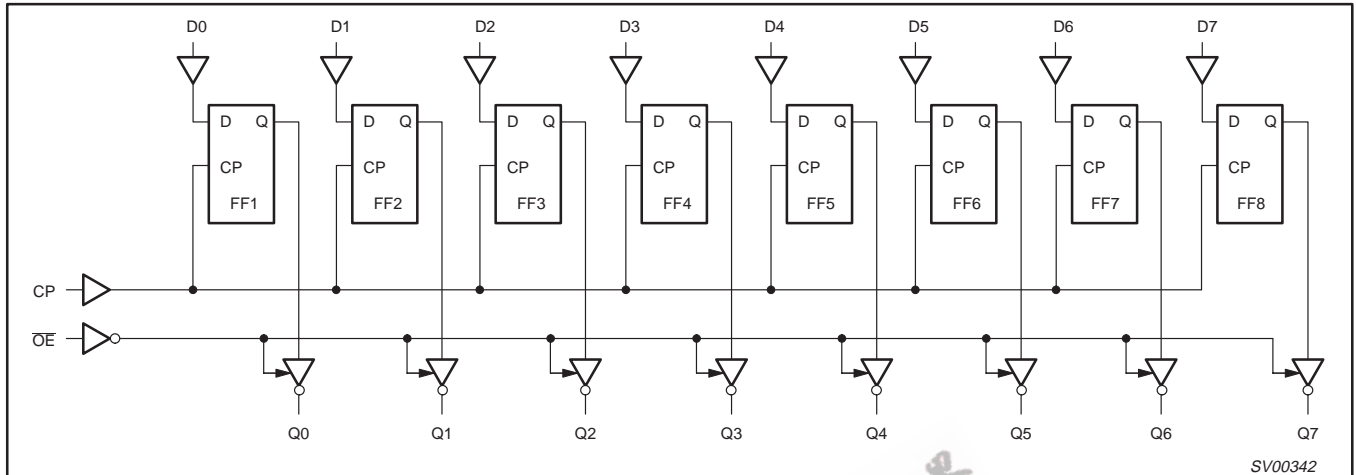 D0 D1 D2 D3 D4 D5 D6 D7
D Q D Q D Q D Q D Q D Q D Q D Q
CP CP CP CP CP CP CP CP
FF1 FF2 FF3 FF4 FF5 FF6 FF7 FF8
CP
O̅E̅
Q0 Q1 Q2 Q3 Q4 Q5 Q6 Q7
SV00342